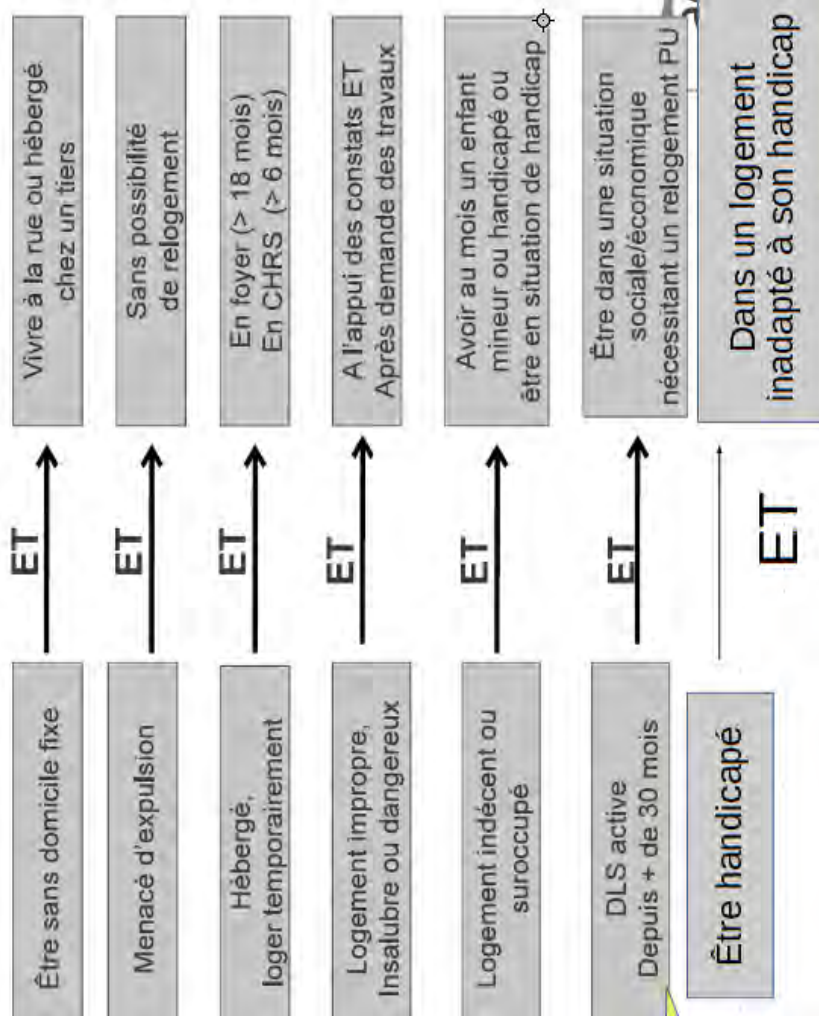 Être sans domicile fixe
ET
Vivre à la rue ou hébergé
chez un tiers
Menacé d'expulsion
ET
Sans possibilité
de relogement
Hébergé,
loger temporairement
ET
En foyer (> 18 mois)
En CHRS (> 6 mois)
Logement impropre,
Insalubre ou dangereux
ET
A l'appui des constats ET
Après demande des travaux
Logement indécent ou
suroccupé
ET
Avoir au mois un enfant
mineur ou handicapé ou
être en situation de handicap
DLS active
Depuis + de 30 mois
ET
Être dans une situation
sociale/économique
nécessitant un relogement PU
Être handicapé
ET
Dans un logement
inadapté à son handicap